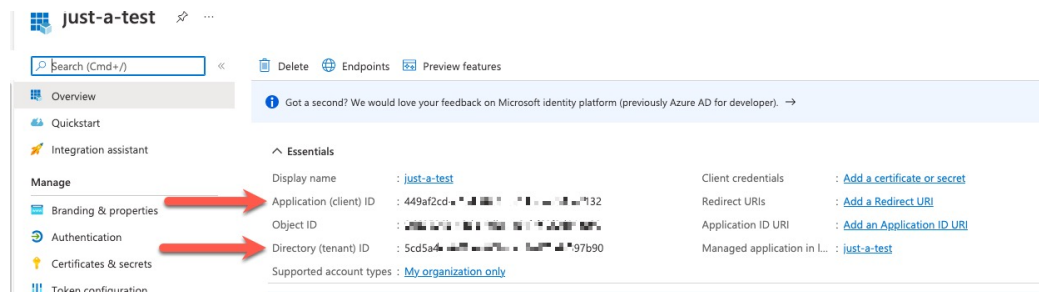 just-a-test
Search (Cmd+/)
Delete Endpoints Preview features
Overview
Got a second? We would love your feedback on Microsoft identity platform (previously Azure AD for developer). →
Quickstart
Integration assistant
Essentials
Display name : just-a-test
Client credentials : Add a certificate or secret
Manage
Application (client) ID : 449af2cd- 132
Redirect URIs : Add a Redirect URI
Branding & properties
Object ID :
Application ID URI : Add an Application ID URI
Authentication
Directory (tenant) ID : 5cd5a4 -97b90
Managed application in l... : just-a-test
Certificates & secrets
Supported account types : My organization only
Token configuration